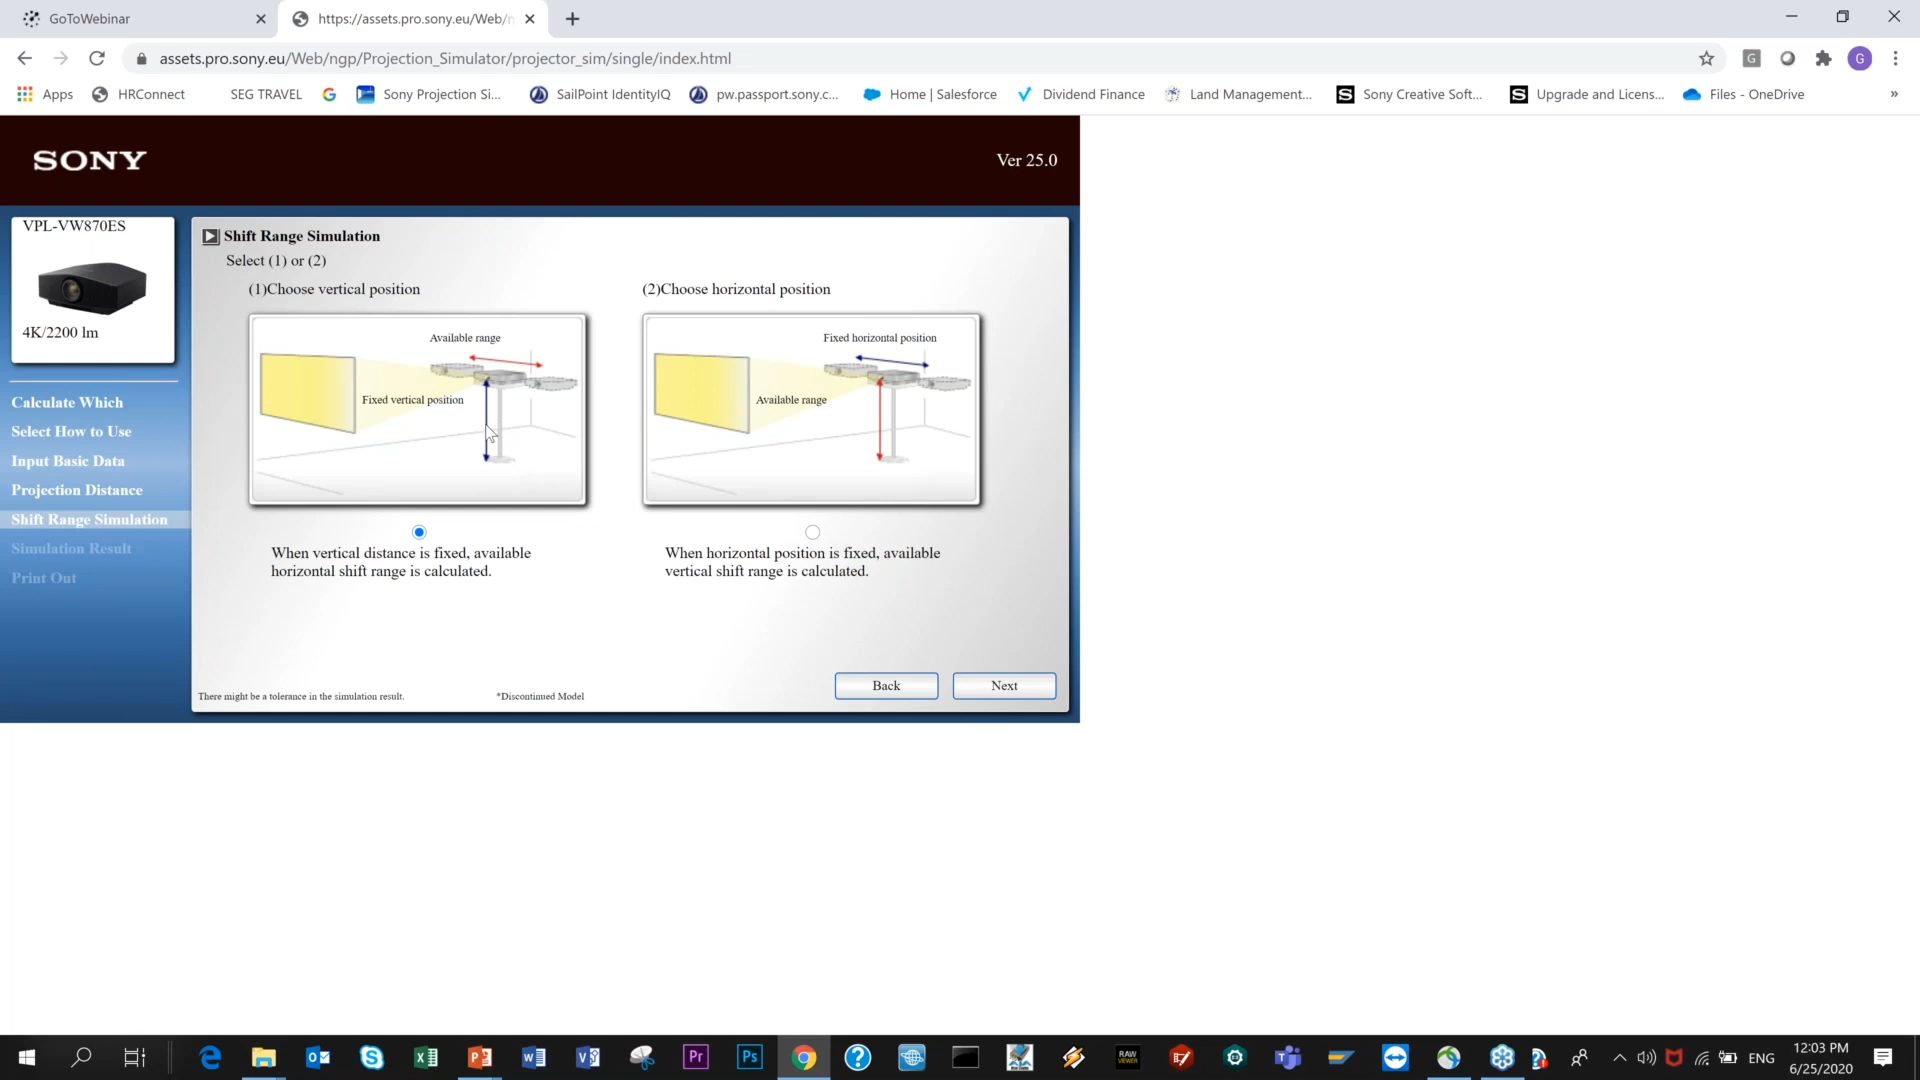 GoToWebinar
https://assets.pro.sony.eu/Web/n
assets.pro.sony.eu/Web/ngp/Projection_Simulator/projector_sim/single/index.html
G
G
Apps
HRConnect
SEG TRAVEL
Sony Projection Si...
SailPoint IdentityIQ
pw.passport.sony.c...
Home | Salesforce
Dividend Finance
Land Management...
S
Sony Creative Soft...
S
Upgrade and Licens...
Files - OneDrive
»
SONY
Ver 25.0
VPL-VW870ES
4K/2200 lm
Calculate Which
Select How to Use
Input Basic Data
Projection Distance
Shift Range Simulation
Simulation Result
Print Out
Shift Range Simulation
Select (1) or (2)
(1)Choose vertical position
Available range
Fixed vertical position
When vertical distance is fixed, available
horizontal shift range is calculated.
(2)Choose horizontal position
Fixed horizontal position
Available range
When horizontal position is fixed, available
vertical shift range is calculated.
There might be a tolerance in the simulation result.
*Discontinued Model
Back
Next
Pr
Ps
RAW
VIEWER
ENG
12:03 PM
6/25/2020